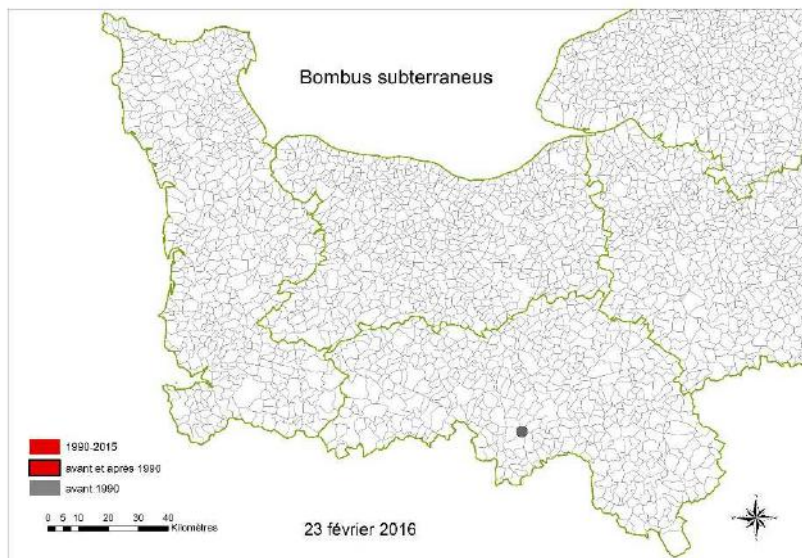 Bombus subterraneus
1990-2015
avant et après 1990
avant 1990
0 5 10 20 30 40
Kilomètres
23 février 2016